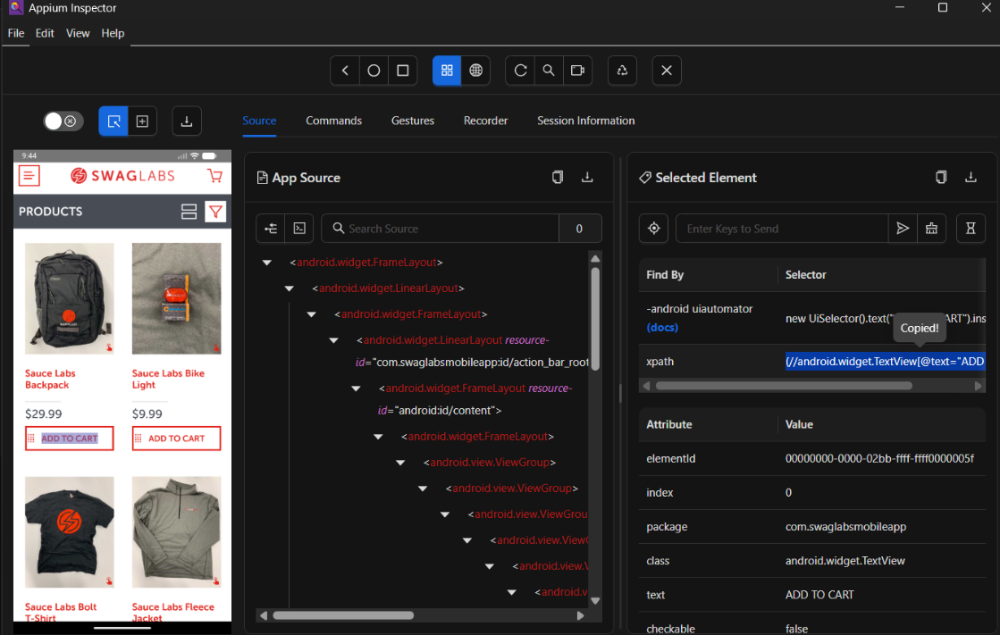 Appium Inspector
File Edit View Help
Source Commands Gestures Recorder Session Information
9:44
SWAGLABS
PRODUCTS
Sauce Labs Backpack
Sauce Labs Bike Light
$29.99
$9.99
ADD TO CART
ADD TO CART
Sauce Labs Bolt T-Shirt
Sauce Labs Fleece Jacket
App Source
Search Source 0
<android.widget.FrameLayout>
<android.widget.LinearLayout>
<android.widget.FrameLayout>
<android.widget.LinearLayout resource-
id="com.swaglabsmobileapp:id/action_bar_root
<android.widget.FrameLayout resource-
id="android:id/content">
<android.widget.FrameLayout>
<android.view.ViewGroup>
<android.view.ViewGroup>
<android.view.ViewGrou
<android.view.View
<android.view.V
<android.v
Selected Element
Enter Keys to Send
Find By Selector
-android uiautomator
(docs)
new UiSelector().text(" ART").ins
Copied!
xpath (//android.widget.TextView[@text="ADD
Attribute Value
elementId 00000000-0000-02bb-ffff-ffff0000005f
index 0
package com.swaglabsmobileapp
class android.widget.TextView
text ADD TO CART
checkable false